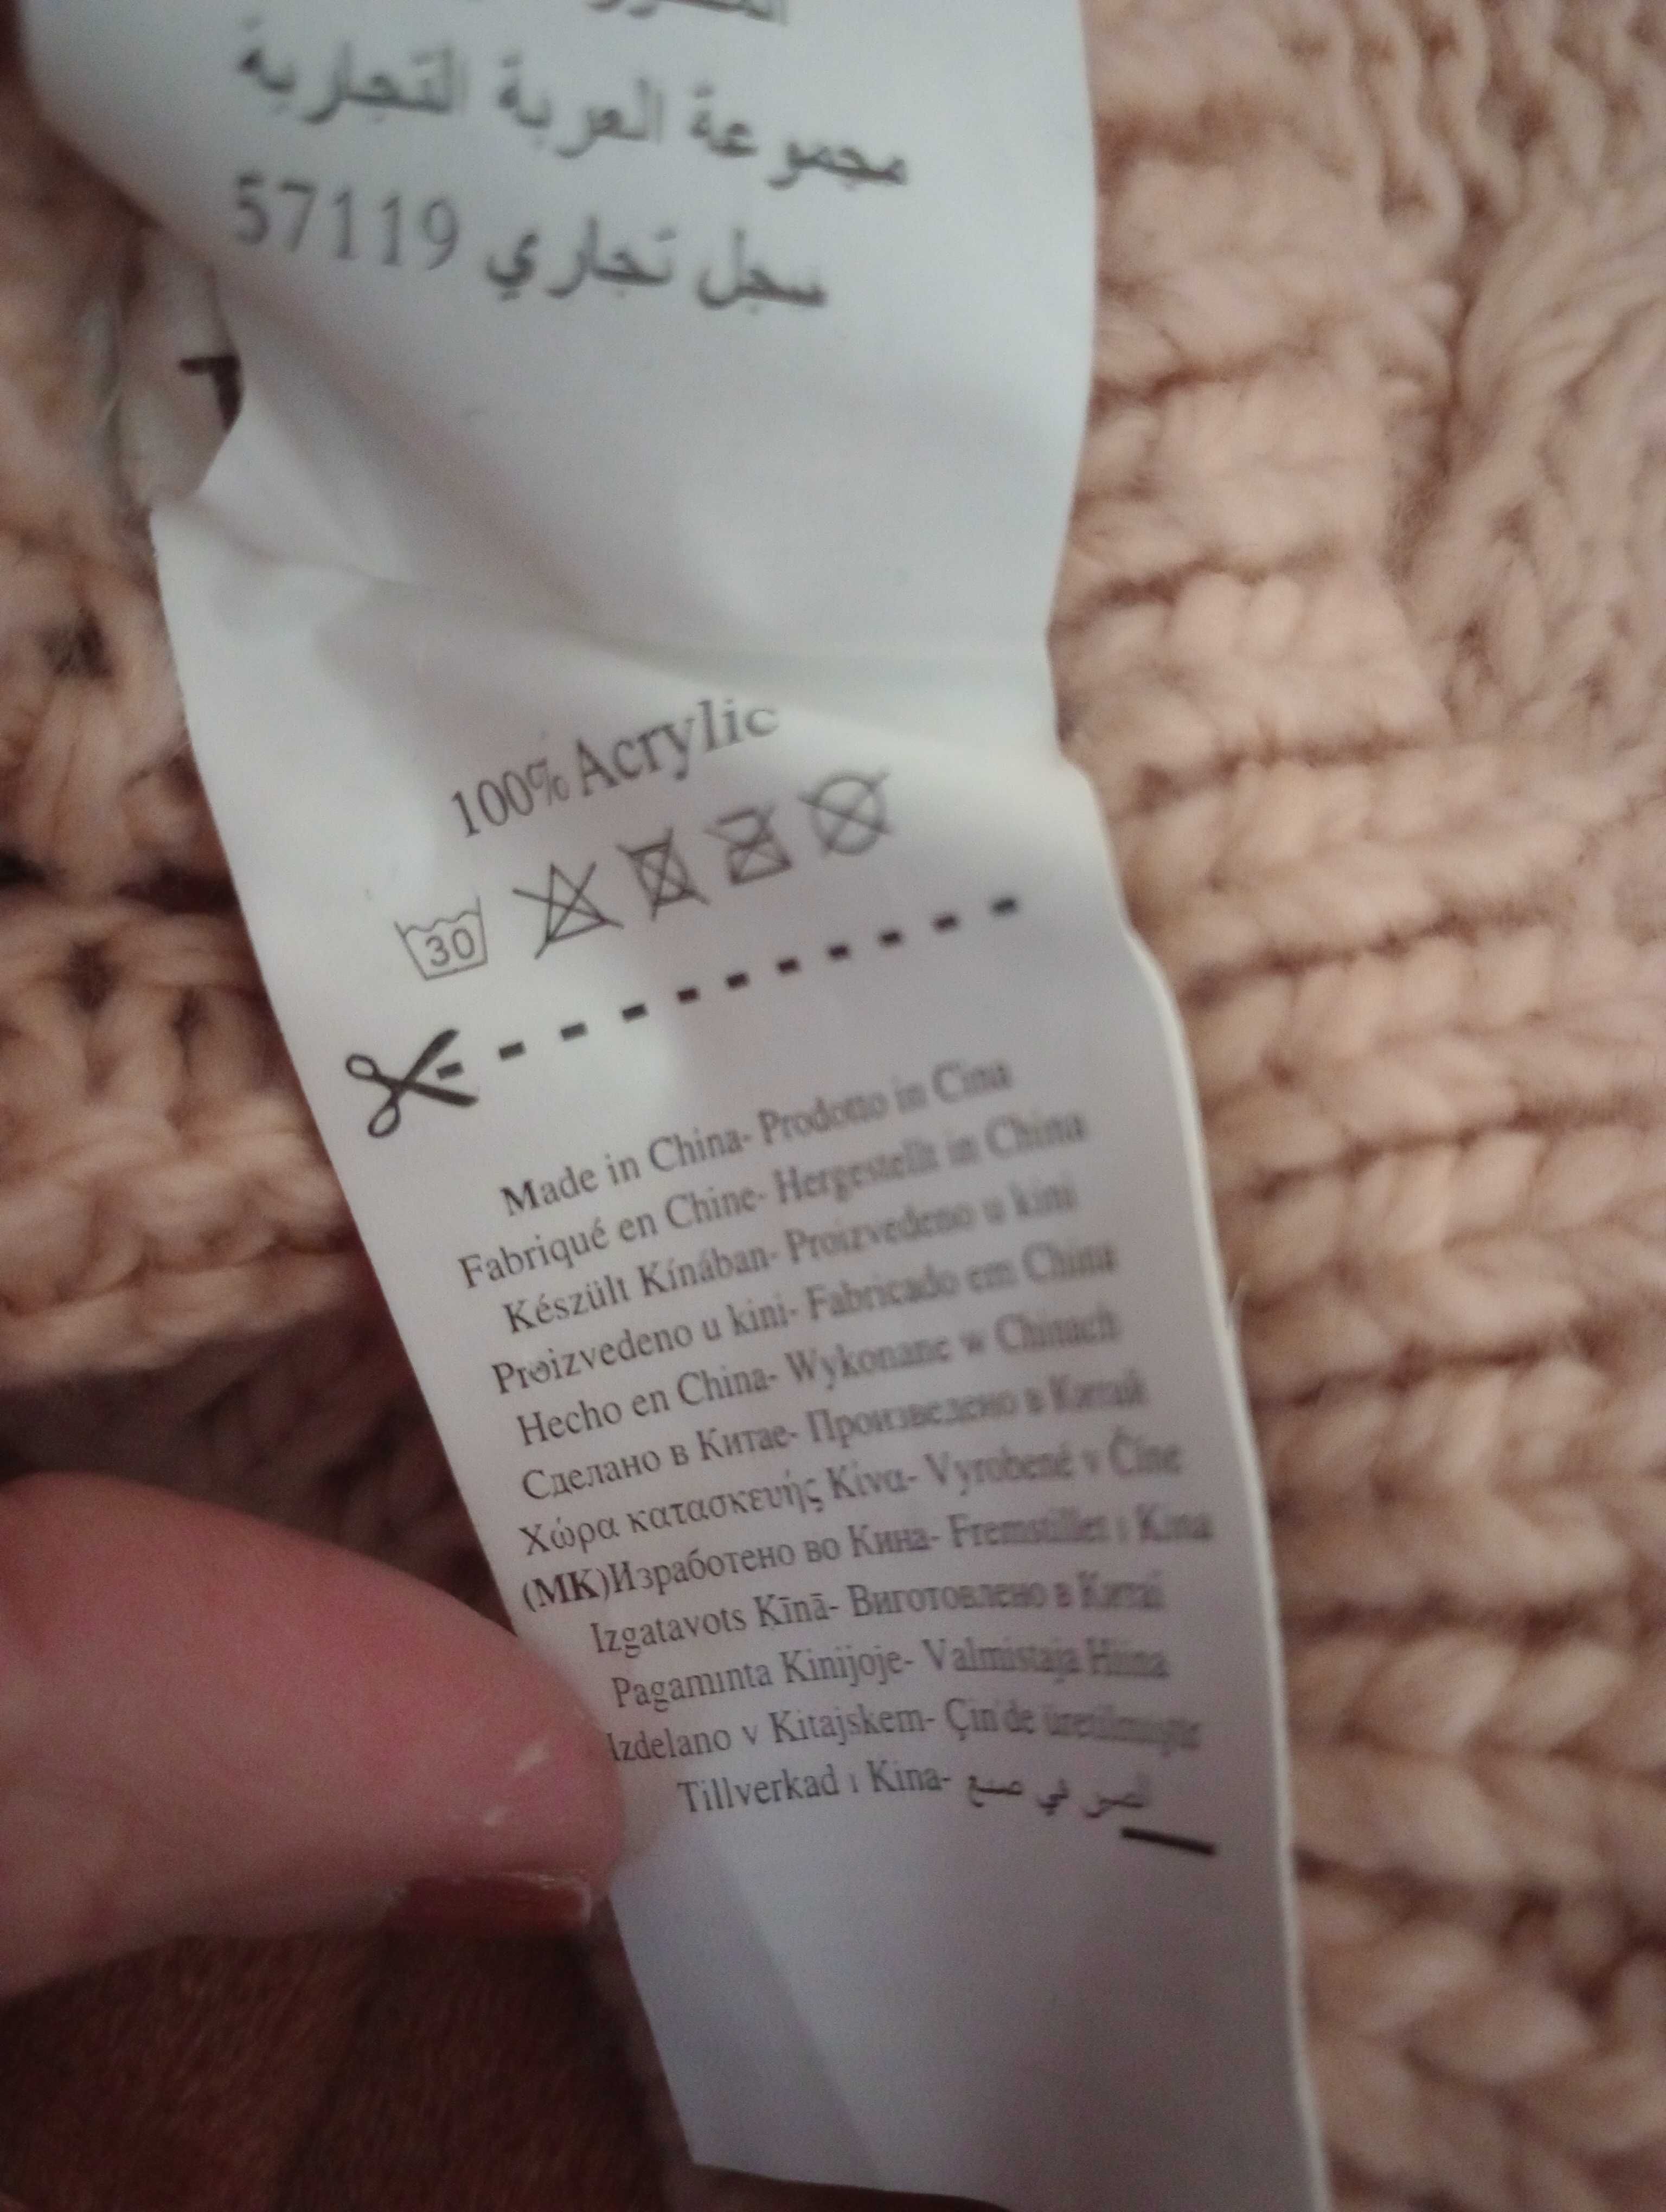 مجموعة العربة التجارية
سجل تجاري 57119
100% Acrylic
30
Made in China- Prodotto in Cina
Fabriqué en Chine- Hergestellt in China
Készült Kínában- Proizvedeno u kini
Proizvedeno u kini- Fabricado em China
Hecho en China- Wykonane w Chinach
Сделано в Китае- Произведено в Китай
Χώρα κατασκευής Κίνα- Vyrobené v Číne
(MK)Изработено во Кина- Fremstillet i Kina
Izgatavots Ķīnā- Виготовлено в Китаї
Pagaminta Kinijoje- Valmistaja Hiina
Izdelano v Kitajskem- Çin'de üretilmiştir
Tillverkad i Kina- صنع في الصين